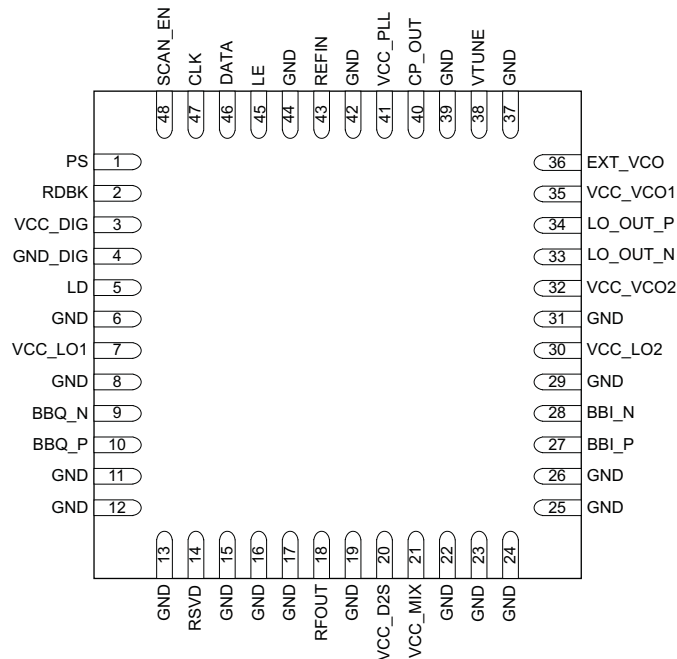 SCAN_EN CLK DATA LE GND REFIN GND VCC_PLL CP_OUT GND VTUNE GND
48 47 46 45 44 43 42 41 40 39 38 37
PS 1 36 EXT_VCO
RDBK 2 35 VCC_VCO1
VCC_DIG 3 34 LO_OUT_P
GND_DIG 4 33 LO_OUT_N
LD 5 32 VCC_VCO2
GND 6 31 GND
VCC_LO1 7 30 VCC_LO2
GND 8 29 GND
BBQ_N 9 28 BBI_N
BBQ_P 10 27 BBI_P
GND 11 26 GND
GND 12 25 GND
13 14 15 16 17 18 19 20 21 22 23 24
GND RSVD GND GND GND RFOUT GND VCC_D2S VCC_MIX GND GND GND